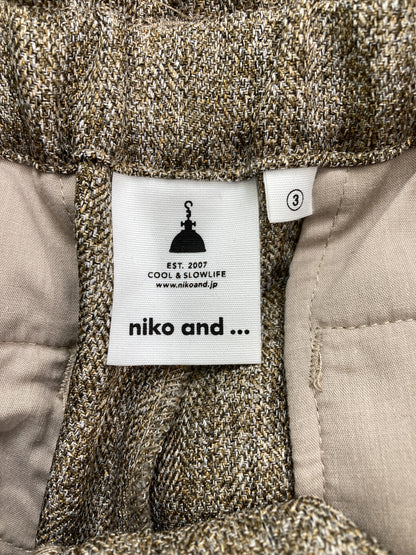 EST. 2007
COOL & SLOWLIFE
www.nikoand.jp
niko and ...
3